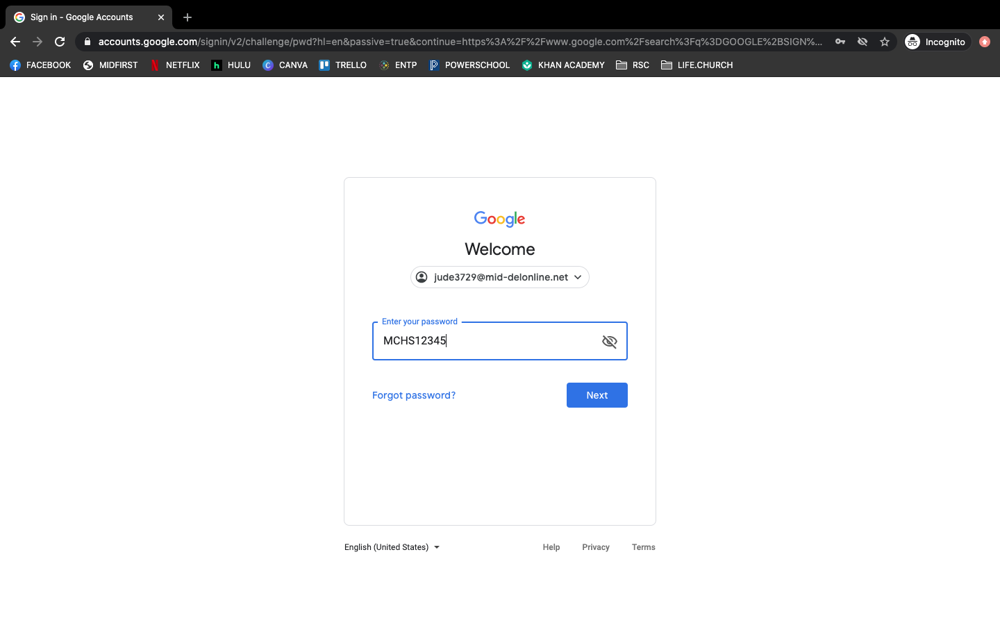 Sign in - Google Accounts
accounts.google.com/signin/v2/challenge/pwd?hl=en&passive=true&continue=https%3A%2F%2Fwww.google.com%2Fsearch%3Fq%3DGOOGLE%2BSIGN%...
Incognito
FACEBOOK MIDFIRST NETFLIX HULU CANVA TRELLO ENTP POWERSCHOOL KHAN ACADEMY RSC LIFE.CHURCH
Google
Welcome
jude3729@mid-delonline.net
Enter your password
MCHS12345
Forgot password? Next
English (United States) Help Privacy Terms